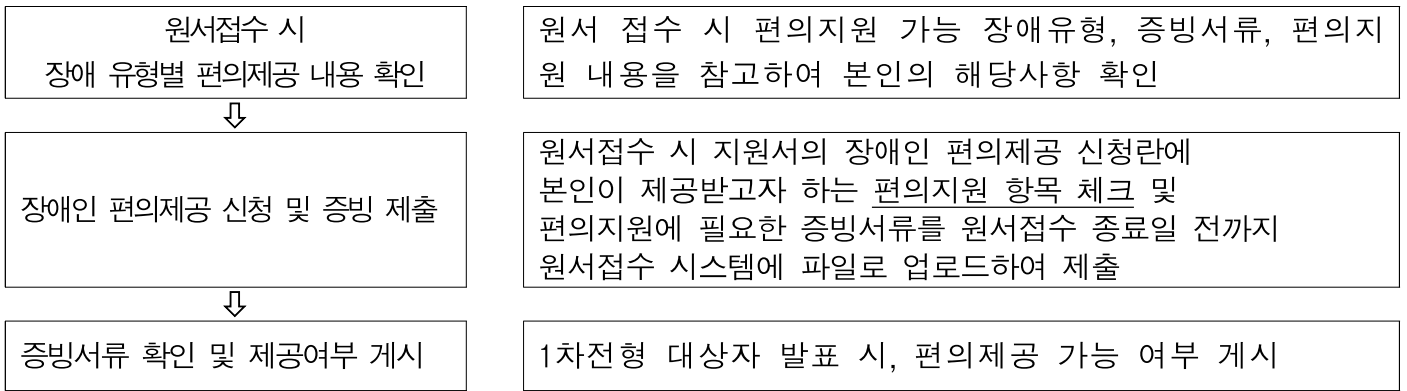 원서접수 시
장애 유형별 편의제공 내용 확인
원서 접수 시 편의지원 가능 장애유형, 증빙서류, 편의지
원 내용을 참고하여 본인의 해당사항 확인
⇩
장애인 편의제공 신청 및 증빙 제출
원서접수 시 지원서의 장애인 편의제공 신청란에
본인이 제공받고자 하는 편의지원 항목 체크 및
편의지원에 필요한 증빙서류를 원서접수 종료일 전까지
원서접수 시스템에 파일로 업로드하여 제출
⇩
증빙서류 확인 및 제공여부 게시
1차전형 대상자 발표 시, 편의제공 가능 여부 게시